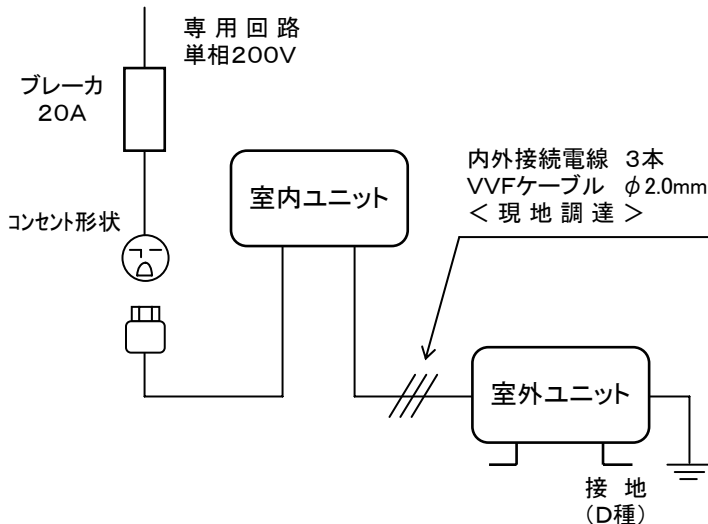 専用回路
単相200V
ブレーカ
20A
コンセント形状
室内ユニット
内外接続電線 3本
VVFケーブル φ2.0mm
<現地調達>
室外ユニット
接地
(D種)